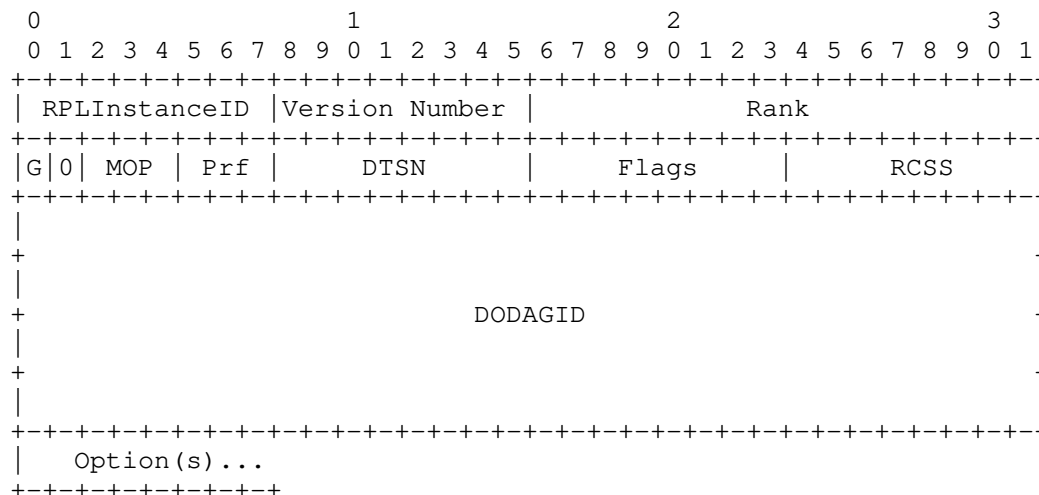 0                   1                   2                   3
0 1 2 3 4 5 6 7 8 9 0 1 2 3 4 5 6 7 8 9 0 1 2 3 4 5 6 7 8 9 0 1
+-+-+-+-+-+-+-+-+-+-+-+-+-+-+-+-+-+-+-+-+-+-+-+-+-+-+-+-+-+-+-+-
| RPLInstanceID |Version Number |             Rank
+-+-+-+-+-+-+-+-+-+-+-+-+-+-+-+-+-+-+-+-+-+-+-+-+-+-+-+-+-+-+-+-
|G|0| MOP | Prf |     DTSN      |     Flags     |      RCSS
+-+-+-+-+-+-+-+-+-+-+-+-+-+-+-+-+-+-+-+-+-+-+-+-+-+-+-+-+-+-+-+-
|
+                                                               -
|
+                            DODAGID                            -
|
+                                                               -
|
+-+-+-+-+-+-+-+-+-+-+-+-+-+-+-+-+-+-+-+-+-+-+-+-+-+-+-+-+-+-+-+-
|   Option(s)...
+-+-+-+-+-+-+-+-+